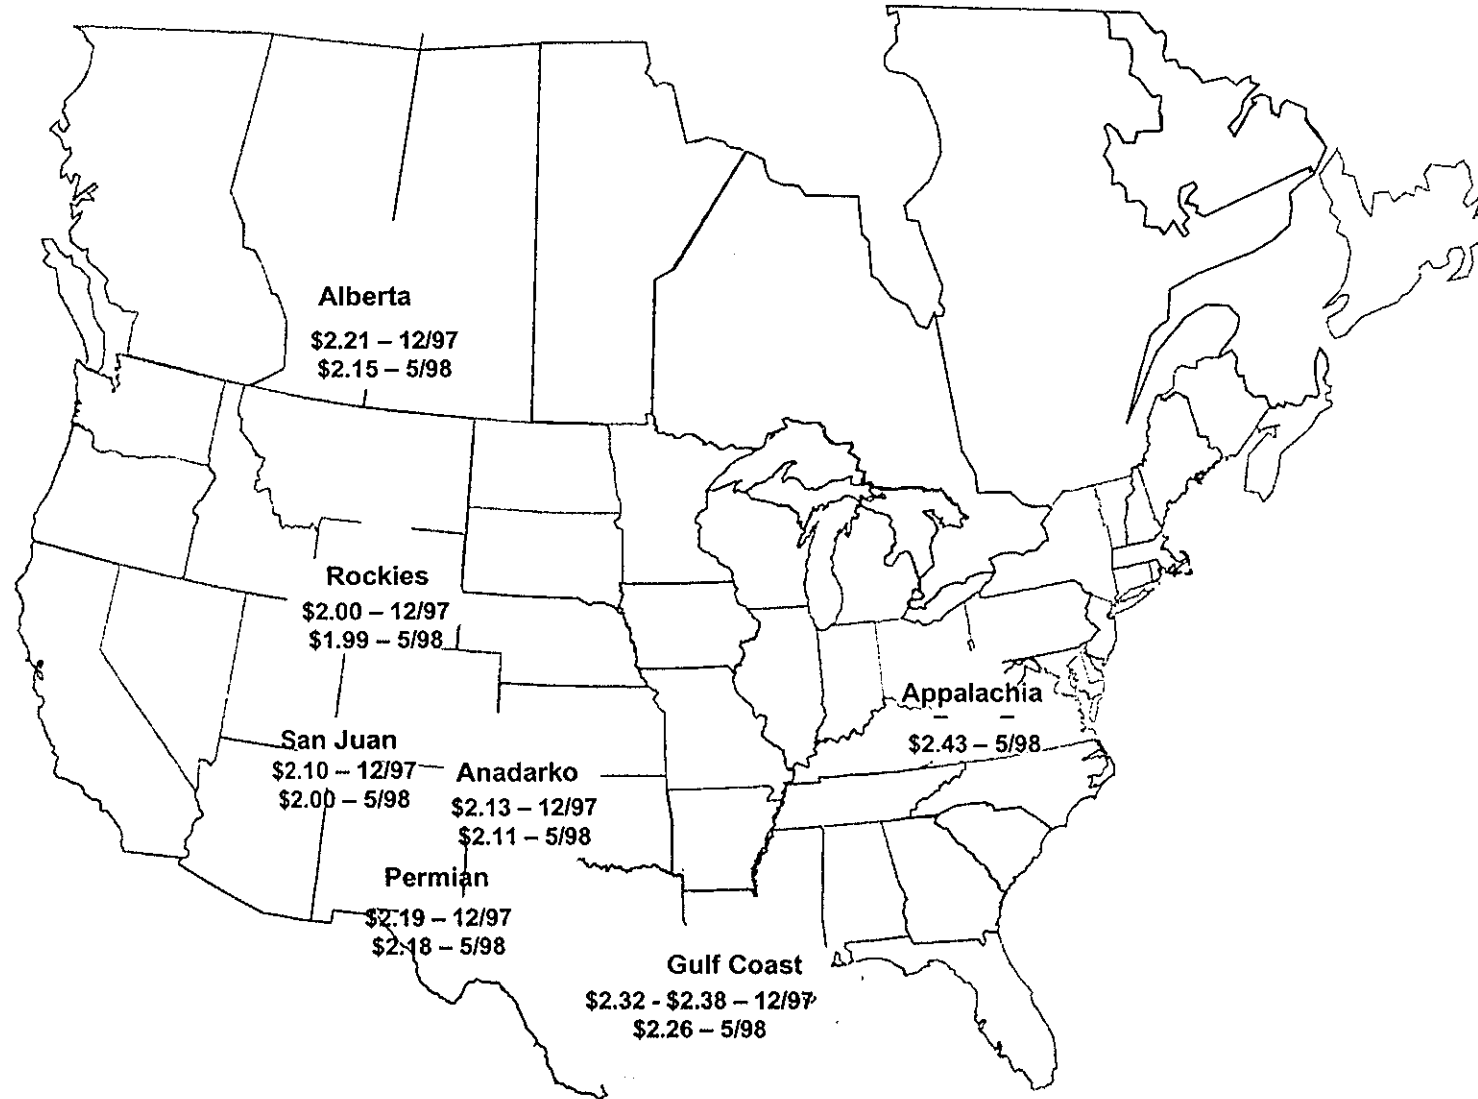 Alberta
$2.21 – 12/97
$2.15 – 5/98
Rockies
$2.00 – 12/97
$1.99 – 5/98
Appalachia
– –
$2.43 – 5/98
San Juan
$2.10 – 12/97
$2.00 – 5/98
Anadarko
$2.13 – 12/97
$2.11 – 5/98
Permian
$2.19 – 12/97
$2.18 – 5/98
Gulf Coast
$2.32 - $2.38 – 12/97
$2.26 – 5/98